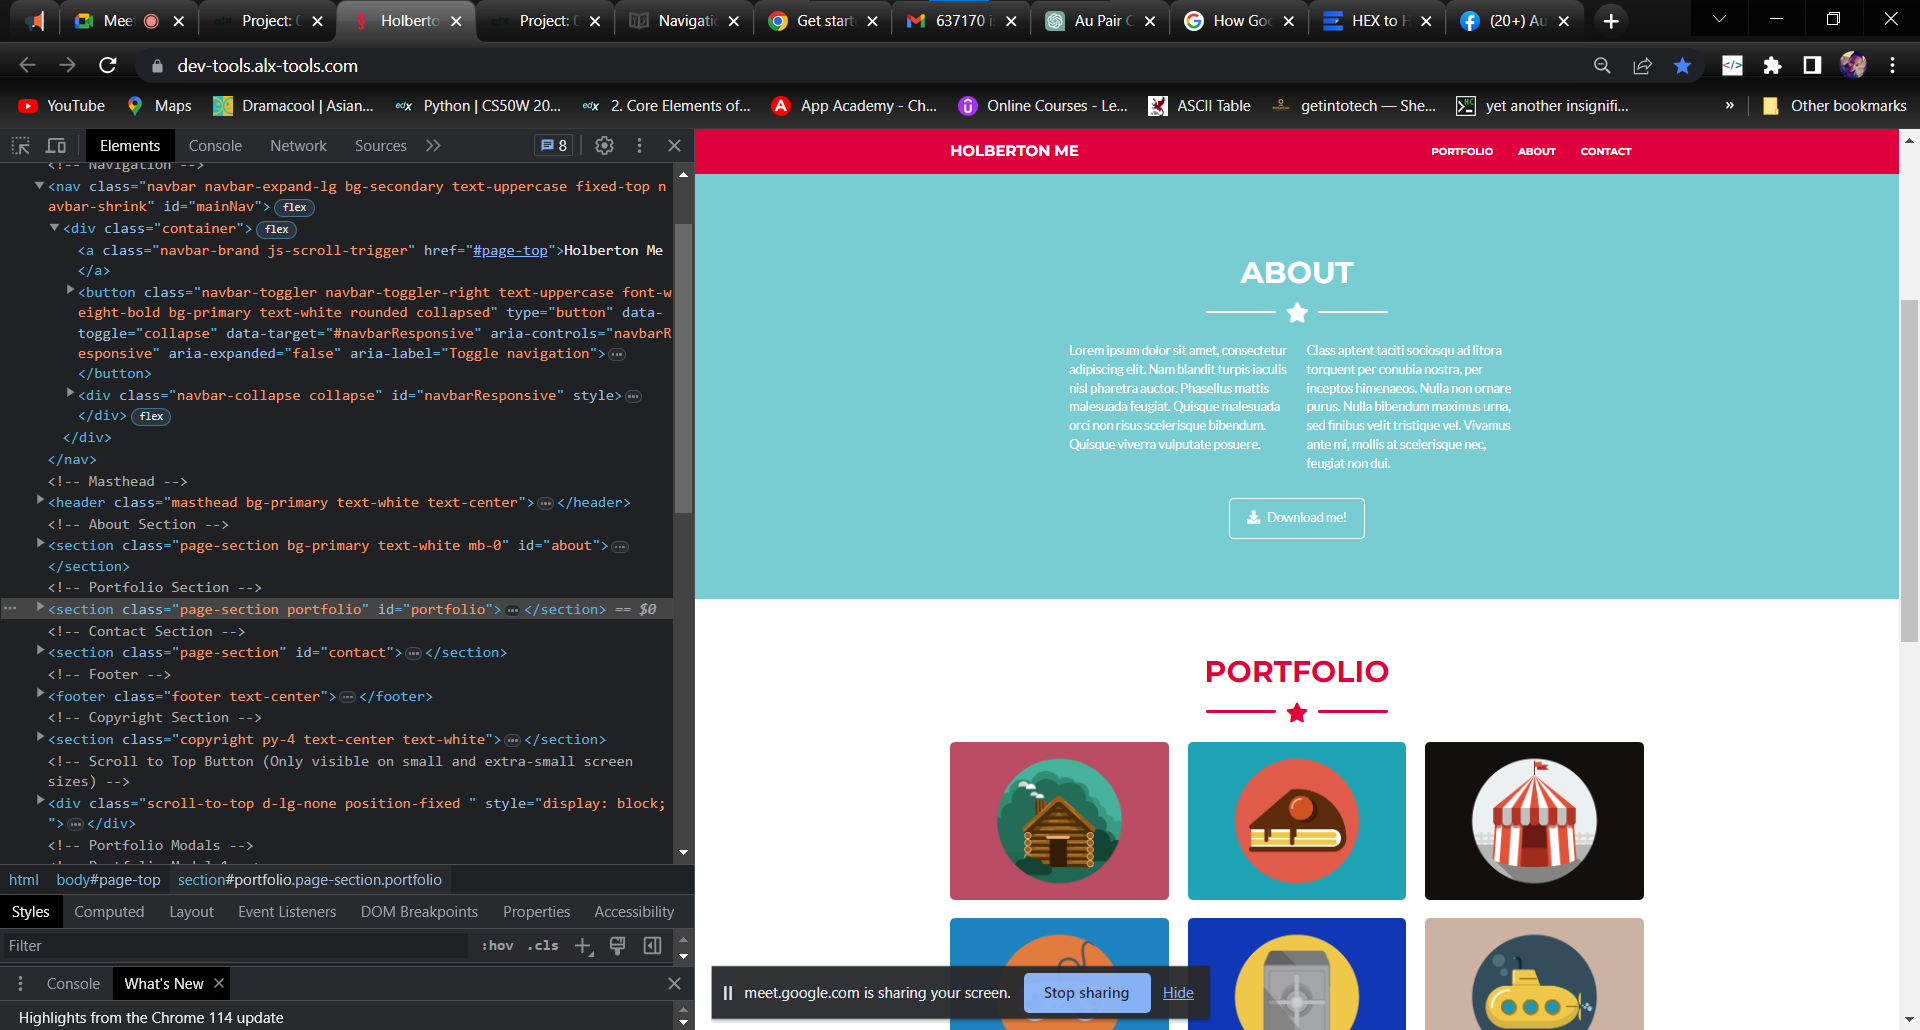 Mee
Project: (
Holberto
Project: (
Navigati
Get start
637170 i
Au Pair C
How Goo
HEX to H
(20+) Au
dev-tools.alx-tools.com
YouTube
Maps
Dramacool | Asian...
edX Python | CS50W 20...
edX 2. Core Elements of...
App Academy - Ch...
Online Courses - Le...
ASCII Table
getintotech — She...
yet another insignifi...
»
Other bookmarks
Elements
Console
Network
Sources
8
<!-- Navigation -->
<nav class="navbar navbar-expand-lg bg-secondary text-uppercase fixed-top n
avbar-shrink" id="mainNav"> flex
<div class="container"> flex
<a class="navbar-brand js-scroll-trigger" href="#page-top">Holberton Me
</a>
<button class="navbar-toggler navbar-toggler-right text-uppercase font-w
eight-bold bg-primary text-white rounded collapsed" type="button" data-
toggle="collapse" data-target="#navbarResponsive" aria-controls="navbarR
esponsive" aria-expanded="false" aria-label="Toggle navigation"> …
</button>
<div class="navbar-collapse collapse" id="navbarResponsive" style> …
</div> flex
</div>
</nav>
<!-- Masthead -->
<header class="masthead bg-primary text-white text-center"> … </header>
<!-- About Section -->
<section class="page-section bg-primary text-white mb-0" id="about"> …
</section>
<!-- Portfolio Section -->
<section class="page-section portfolio" id="portfolio"> … </section> == $0
<!-- Contact Section -->
<section class="page-section" id="contact"> … </section>
<!-- Footer -->
<footer class="footer text-center"> … </footer>
<!-- Copyright Section -->
<section class="copyright py-4 text-center text-white"> … </section>
<!-- Scroll to Top Button (Only visible on small and extra-small screen
sizes) -->
<div class="scroll-to-top d-lg-none position-fixed " style="display: block;
"> … </div>
<!-- Portfolio Modals -->
html body#page-top section#portfolio.page-section.portfolio
Styles
Computed
Layout
Event Listeners
DOM Breakpoints
Properties
Accessibility
Filter
:hov .cls
Console
What's New
Highlights from the Chrome 114 update
HOLBERTON ME
PORTFOLIO
ABOUT
CONTACT
ABOUT
Lorem ipsum dolor sit amet, consectetur
adipiscing elit. Nam blandit turpis iaculis
nisl pharetra auctor. Phasellus mattis
malesuada feugiat. Quisque malesuada
orci non risus scelerisque bibendum.
Quisque viverra vulputate posuere.
Class aptent taciti sociosqu ad litora
torquent per conubia nostra, per
inceptos himenaeos. Nulla non ornare
purus. Nulla bibendum maximus urna,
sed finibus velit tristique vel. Vivamus
ante mi, mollis at scelerisque nec,
feugiat non dui.
Download me!
PORTFOLIO
meet.google.com is sharing your screen.
Stop sharing
Hide